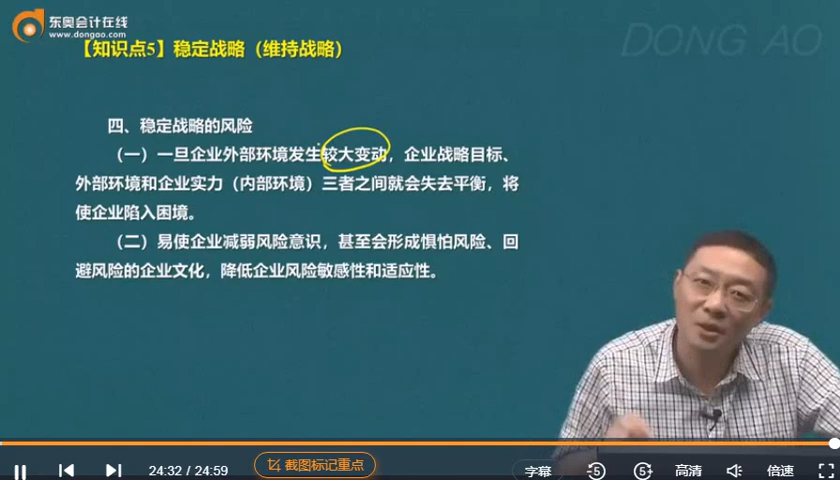 东奥会计在线
www.dongao.com
DONG AO
【知识点5】稳定战略（维持战略）
四、稳定战略的风险
（一）一旦企业外部环境发生较大变动，企业战略目标、
外部环境和企业实力（内部环境）三者之间就会失去平衡，将
使企业陷入困境。
（二）易使企业减弱风险意识，甚至会形成惧怕风险、回
避风险的企业文化，降低企业风险敏感性和适应性。
24:32 / 24:59
截图标记重点
字幕
5
5
高清
倍速